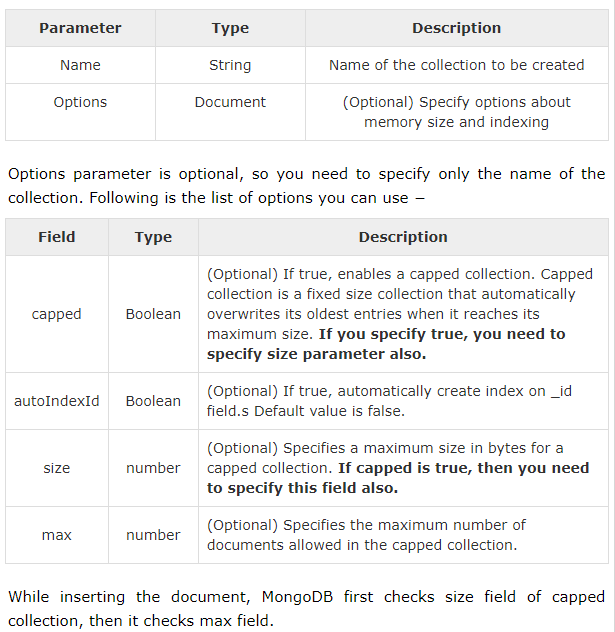 Parameter Type Description
Name String Name of the collection to be created
Options Document (Optional) Specify options about
memory size and indexing
Options parameter is optional, so you need to specify only the name of the
collection. Following is the list of options you can use −
Field Type Description
capped Boolean (Optional) If true, enables a capped collection. Capped
collection is a fixed size collection that automatically
overwrites its oldest entries when it reaches its
maximum size. If you specify true, you need to
specify size parameter also.
autoIndexId Boolean (Optional) If true, automatically create index on _id
field.s Default value is false.
size number (Optional) Specifies a maximum size in bytes for a
capped collection. If capped is true, then you need
to specify this field also.
max number (Optional) Specifies the maximum number of
documents allowed in the capped collection.
While inserting the document, MongoDB first checks size field of capped
collection, then it checks max field.